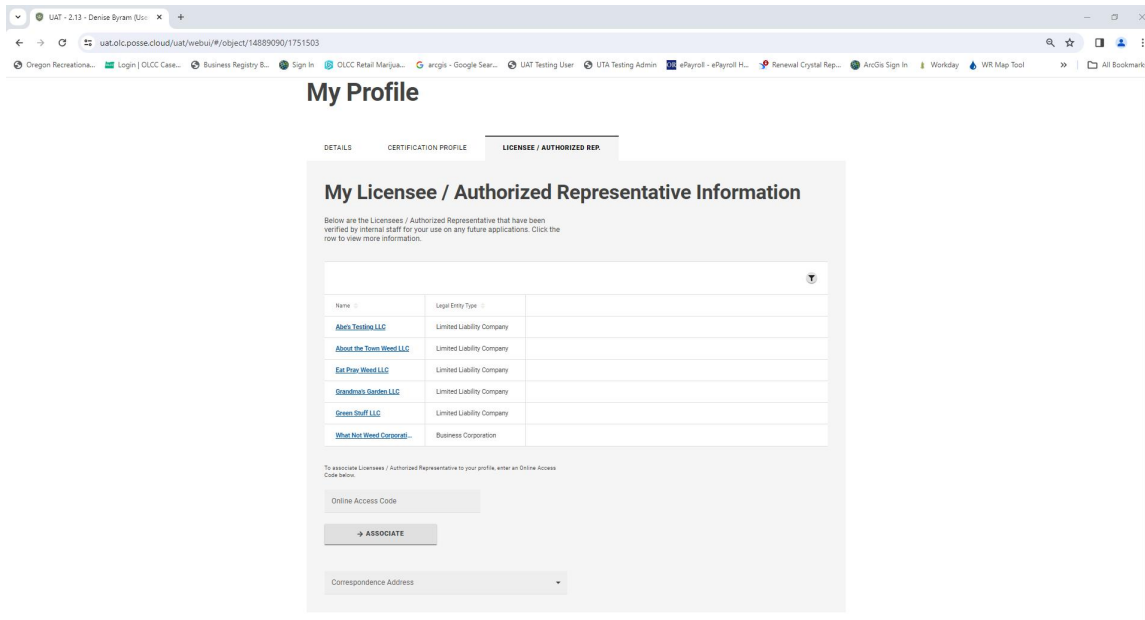 UAT - 2.13 - Denise Byram (Use
uat.olc.posse.cloud/uat/webui/#/object/14889090/1751503
Oregon Recreationa... Login | OLCC Case... Business Registry B... Sign In OLCC Retail Marijua... arcgis - Google Sear... UAT Testing User UTA Testing Admin ePayroll - ePayroll H... Renewal Crystal Rep... ArcGis Sign In Workday WR Map Tool » All Bookmark
My Profile
DETAILS CERTIFICATION PROFILE LICENSEE / AUTHORIZED REP.
My Licensee / Authorized Representative Information
Below are the Licensees / Authorized Representative that have been
verified by internal staff for your use on any future applications. Click the
row to view more information.
Name Legal Entity Type
Abe's Testing LLC Limited Liability Company
About the Town Weed LLC Limited Liability Company
Eat Pray Weed LLC Limited Liability Company
Grandma's Garden LLC Limited Liability Company
Green Stuff LLC Limited Liability Company
What Not Weed Corporati... Business Corporation
To associate Licensees / Authorized Representative to your profile, enter an Online Access
Code below.
Online Access Code
→ ASSOCIATE
Correspondence Address